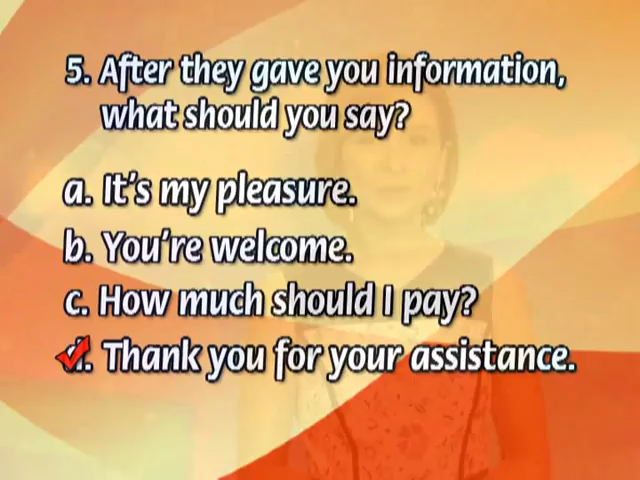 5. After they gave you information,
what should you say?
a. It's my pleasure.
b. You're welcome.
c. How much should I pay?
d. Thank you for your assistance.